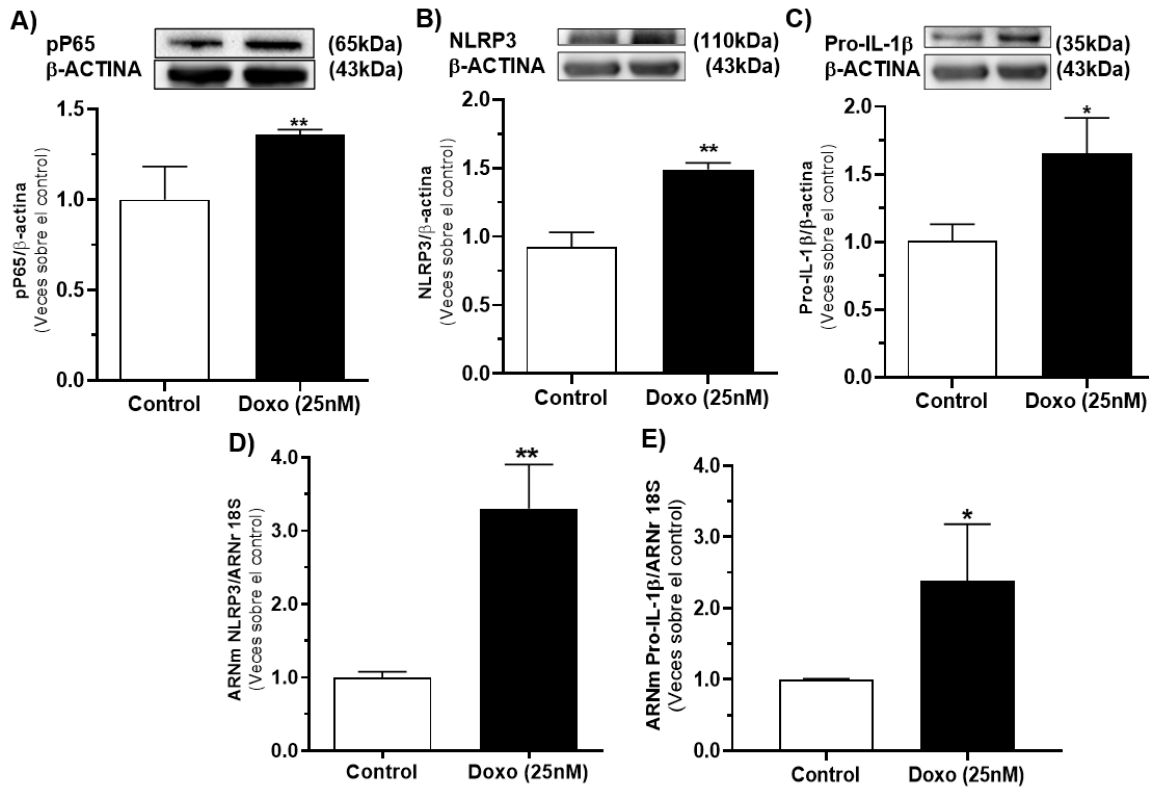 A)
pP65 (65kDa)
β-ACTINA (43kDa)
pP65/β-actina
(Veces sobre el control)
1.5
**
1.0
0.5
0.0
Control Doxo (25nM)
B)
NLRP3 (110kDa)
β-ACTINA (43kDa)
NLRP3/β-actina
(Veces sobre el control)
2.0
**
1.5
1.0
0.5
0.0
Control Doxo (25nM)
C)
Pro-IL-1β (35kDa)
β-ACTINA (43kDa)
Pro-IL-1β/β-actina
(Veces sobre el control)
2.0
*
1.5
1.0
0.5
0.0
Control Doxo (25nM)
D)
ARNm NLRP3/ARNr 18S
(Veces sobre el control)
4.0
**
3.0
2.0
1.0
0.0
Control Doxo (25nM)
E)
ARNm Pro-IL-1β/ARNr 18S
(Veces sobre el control)
4.0
3.0
*
2.0
1.0
0.0
Control Doxo (25nM)